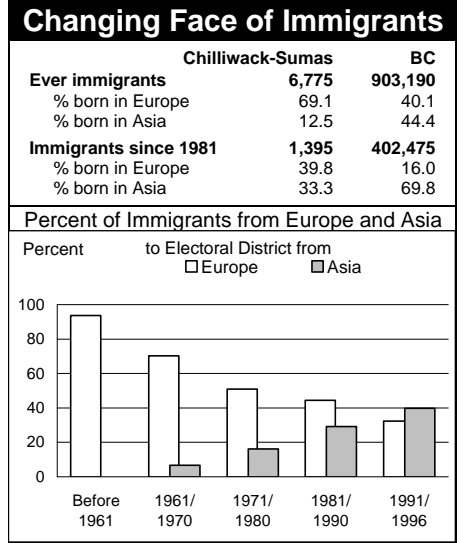 Changing Face of Immigrants
Chilliwack-Sumas BC
Ever immigrants 6,775 903,190
% born in Europe 69.1 40.1
% born in Asia 12.5 44.4
Immigrants since 1981 1,395 402,475
% born in Europe 39.8 16.0
% born in Asia 33.3 69.8
Percent of Immigrants from Europe and Asia
Percent to Electoral District from
Europe Asia
100
80
60
40
20
0
Before 1961/ 1971/ 1981/ 1991/
1961 1970 1980 1990 1996